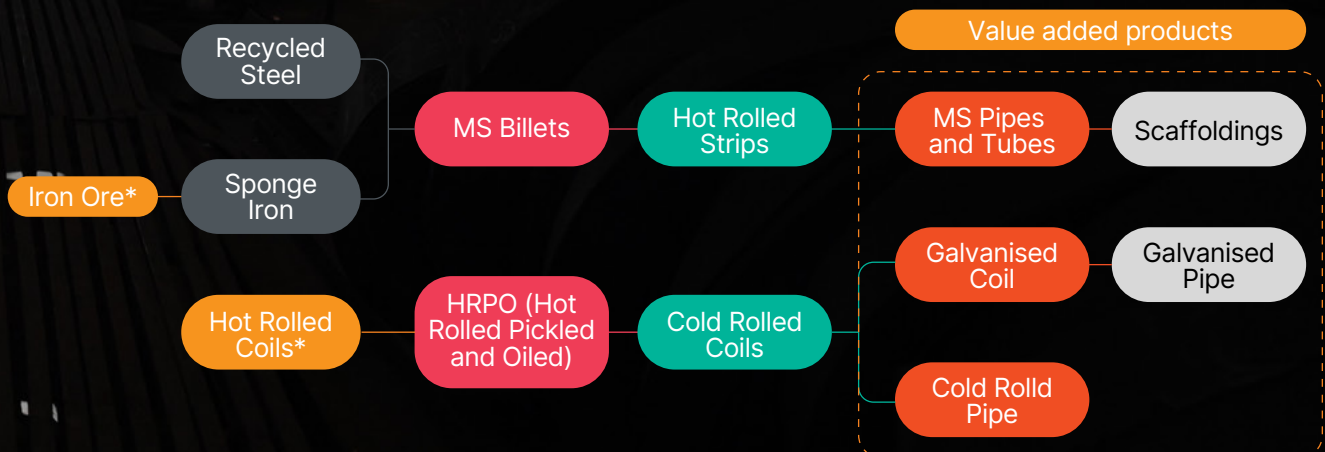 Value added products
Recycled
Steel
MS Billets
Hot Rolled
Strips
MS Pipes
and Tubes
Scaffoldings
Iron Ore*
Sponge
Iron
Galvanised
Coil
Galvanised
Pipe
Hot Rolled
Coils*
HRPO (Hot
Rolled Pickled
and Oiled)
Cold Rolled
Coils
Cold Rolld
Pipe